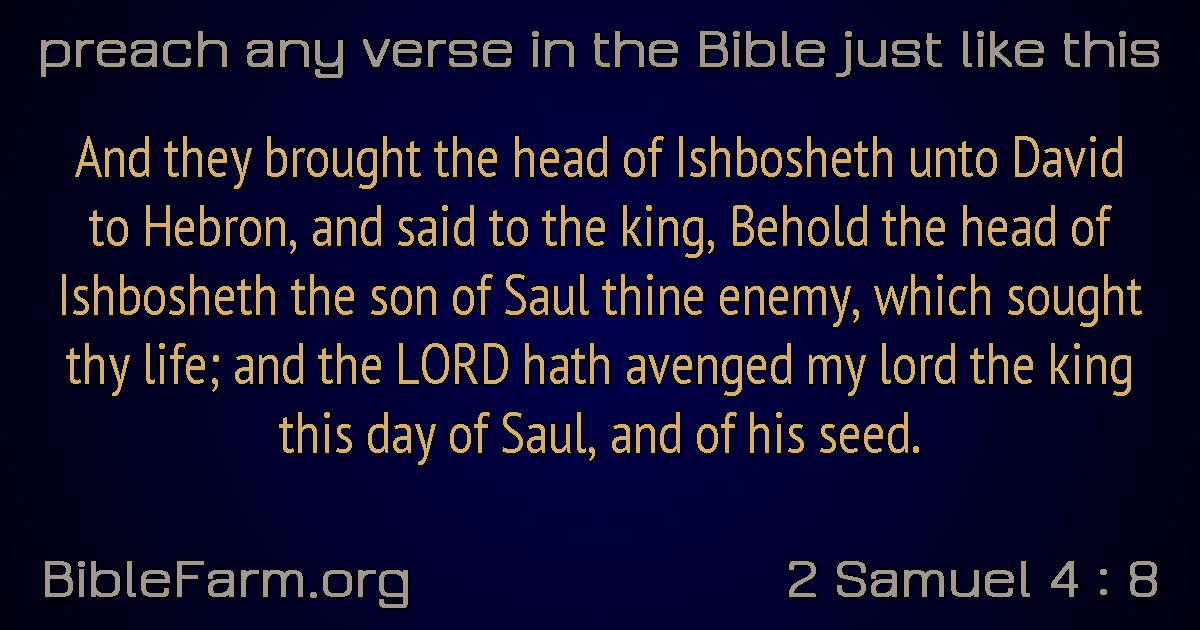 preach any verse in the Bible just like this
And they brought the head of Ishbosheth unto David
to Hebron, and said to the king, Behold the head of
Ishbosheth the son of Saul thine enemy, which sought
thy life; and the LORD hath avenged my lord the king
this day of Saul, and of his seed.
BibleFarm.org
2 Samuel 4 : 8